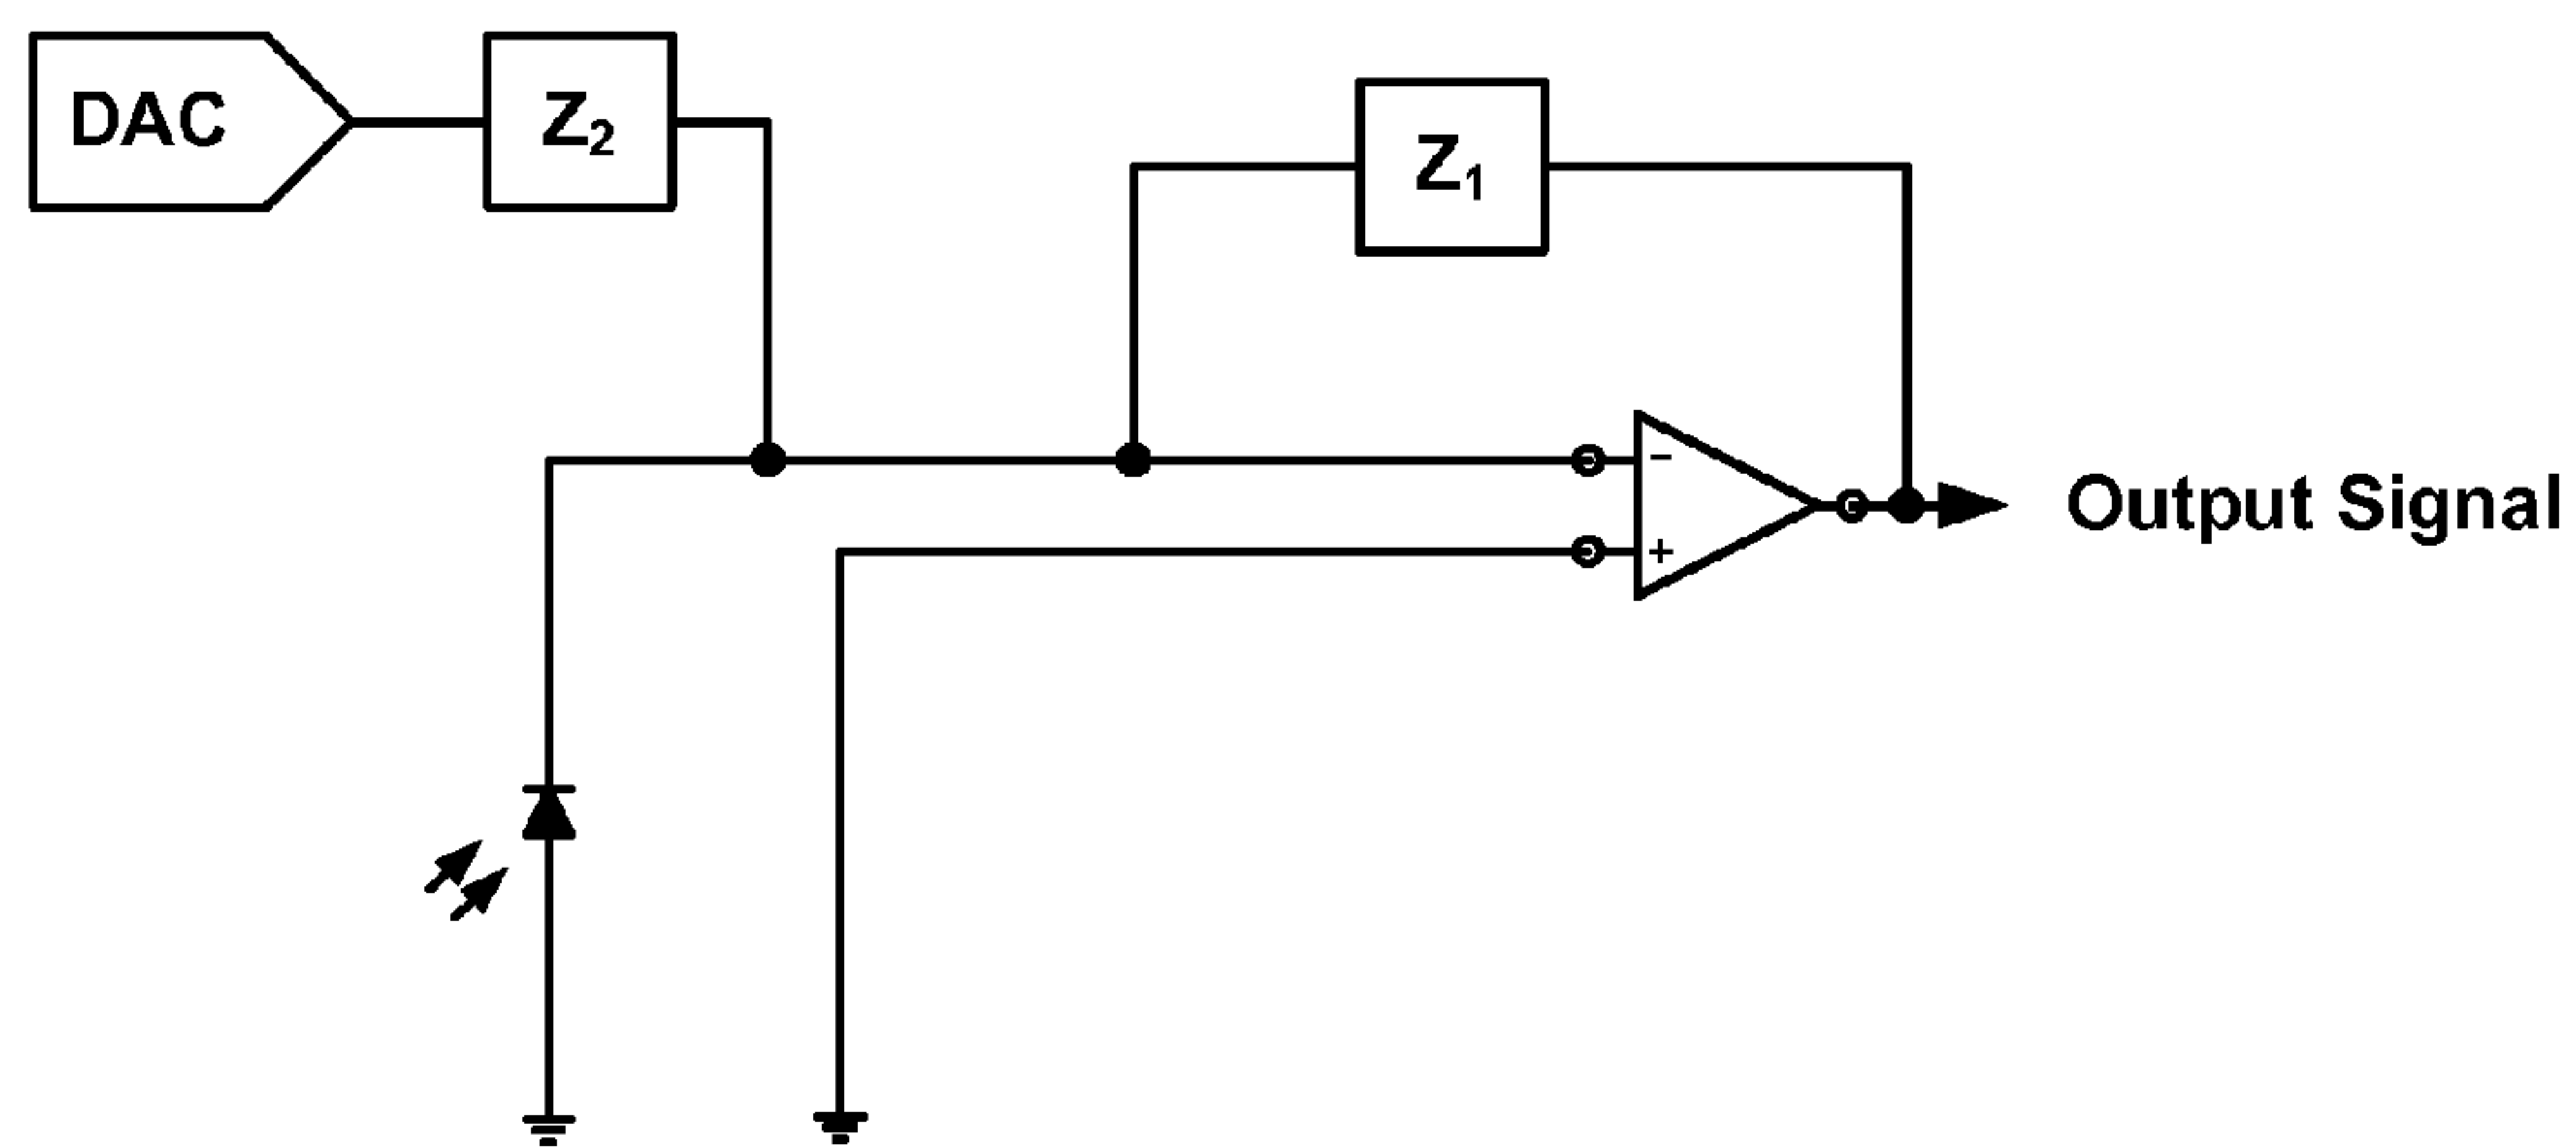 DAC
Z₂
Z₁
−
+
Output Signal